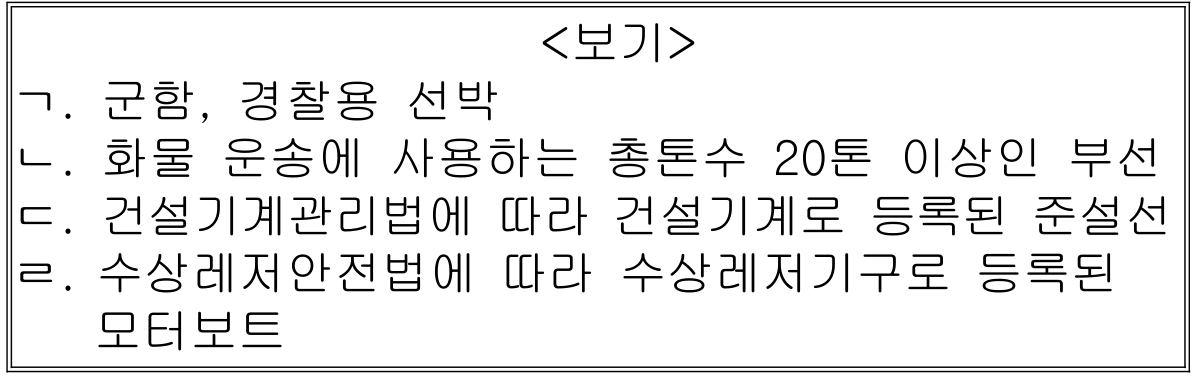 <보기>
ㄱ. 군함, 경찰용 선박
ㄴ. 화물 운송에 사용하는 총톤수 20톤 이상인 부선
ㄷ. 건설기계관리법에 따라 건설기계로 등록된 준설선
ㄹ. 수상레저안전법에 따라 수상레저기구로 등록된
모터보트